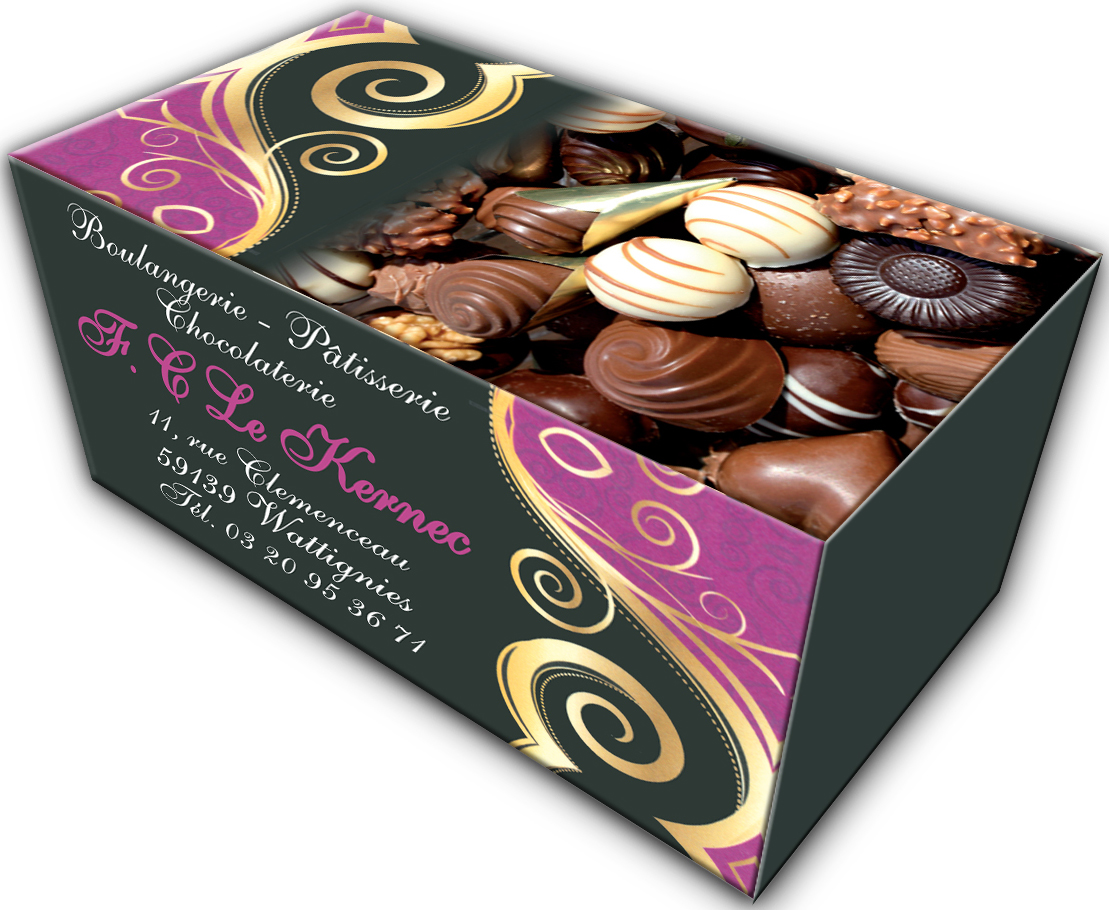 Boulangerie - Pâtisserie
Chocolaterie
F. C Le Kernec
11, rue Clemenceau
59139 Wattignies
Tél. 03 20 95 36 71